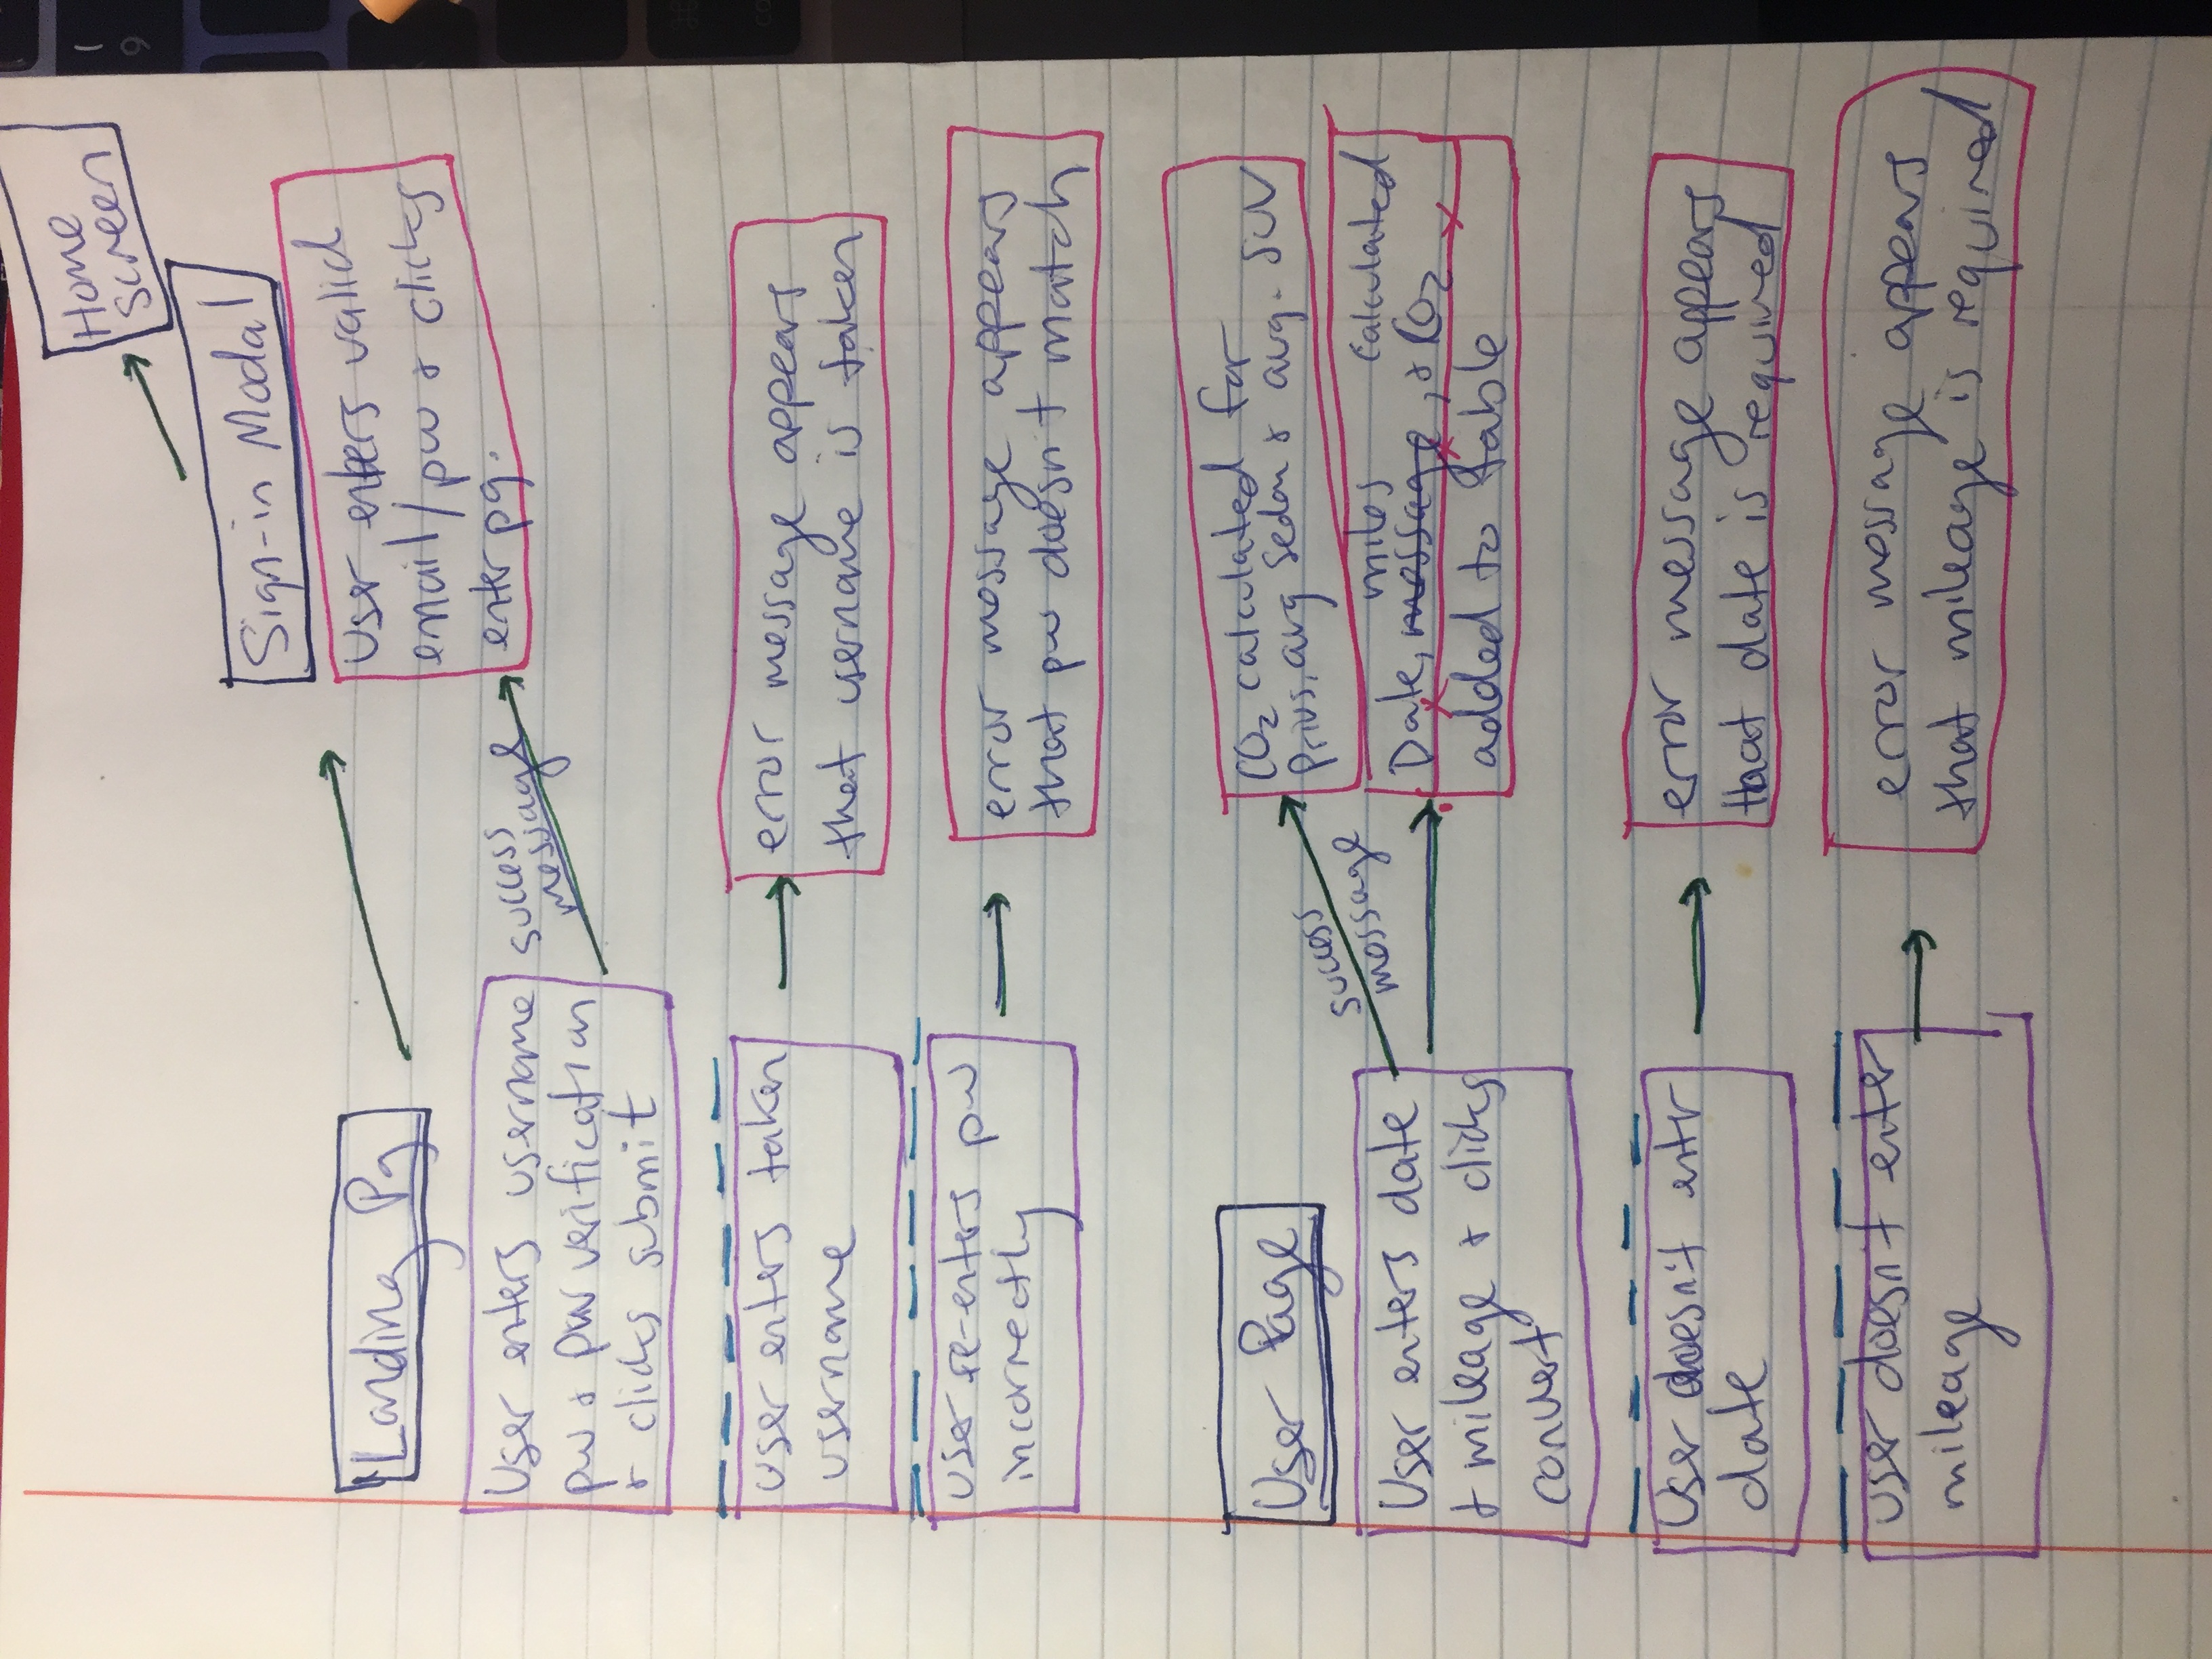 Home
Screen
Sign-in Modal
Landing Pg
User enters valid
email/pw & clicks
enter pg.
User enters username
pw & pw verification
& clicks submit
success
message
User enters taken
username
error message appears
that username is taken
User re-enters pw
incorrectly
error message appears
that pw doesn't match
User Page
CO2 calculated for
Prius, avg sedan & avg. SUV
success
message
User enters date
+ mileage & clicks
convert
miles calculated
Date, message, & CO2
added to table
User doesn't entr
date
error message appears
that date is required
User doesn't enter
mileage
error message appears
that mileage is required